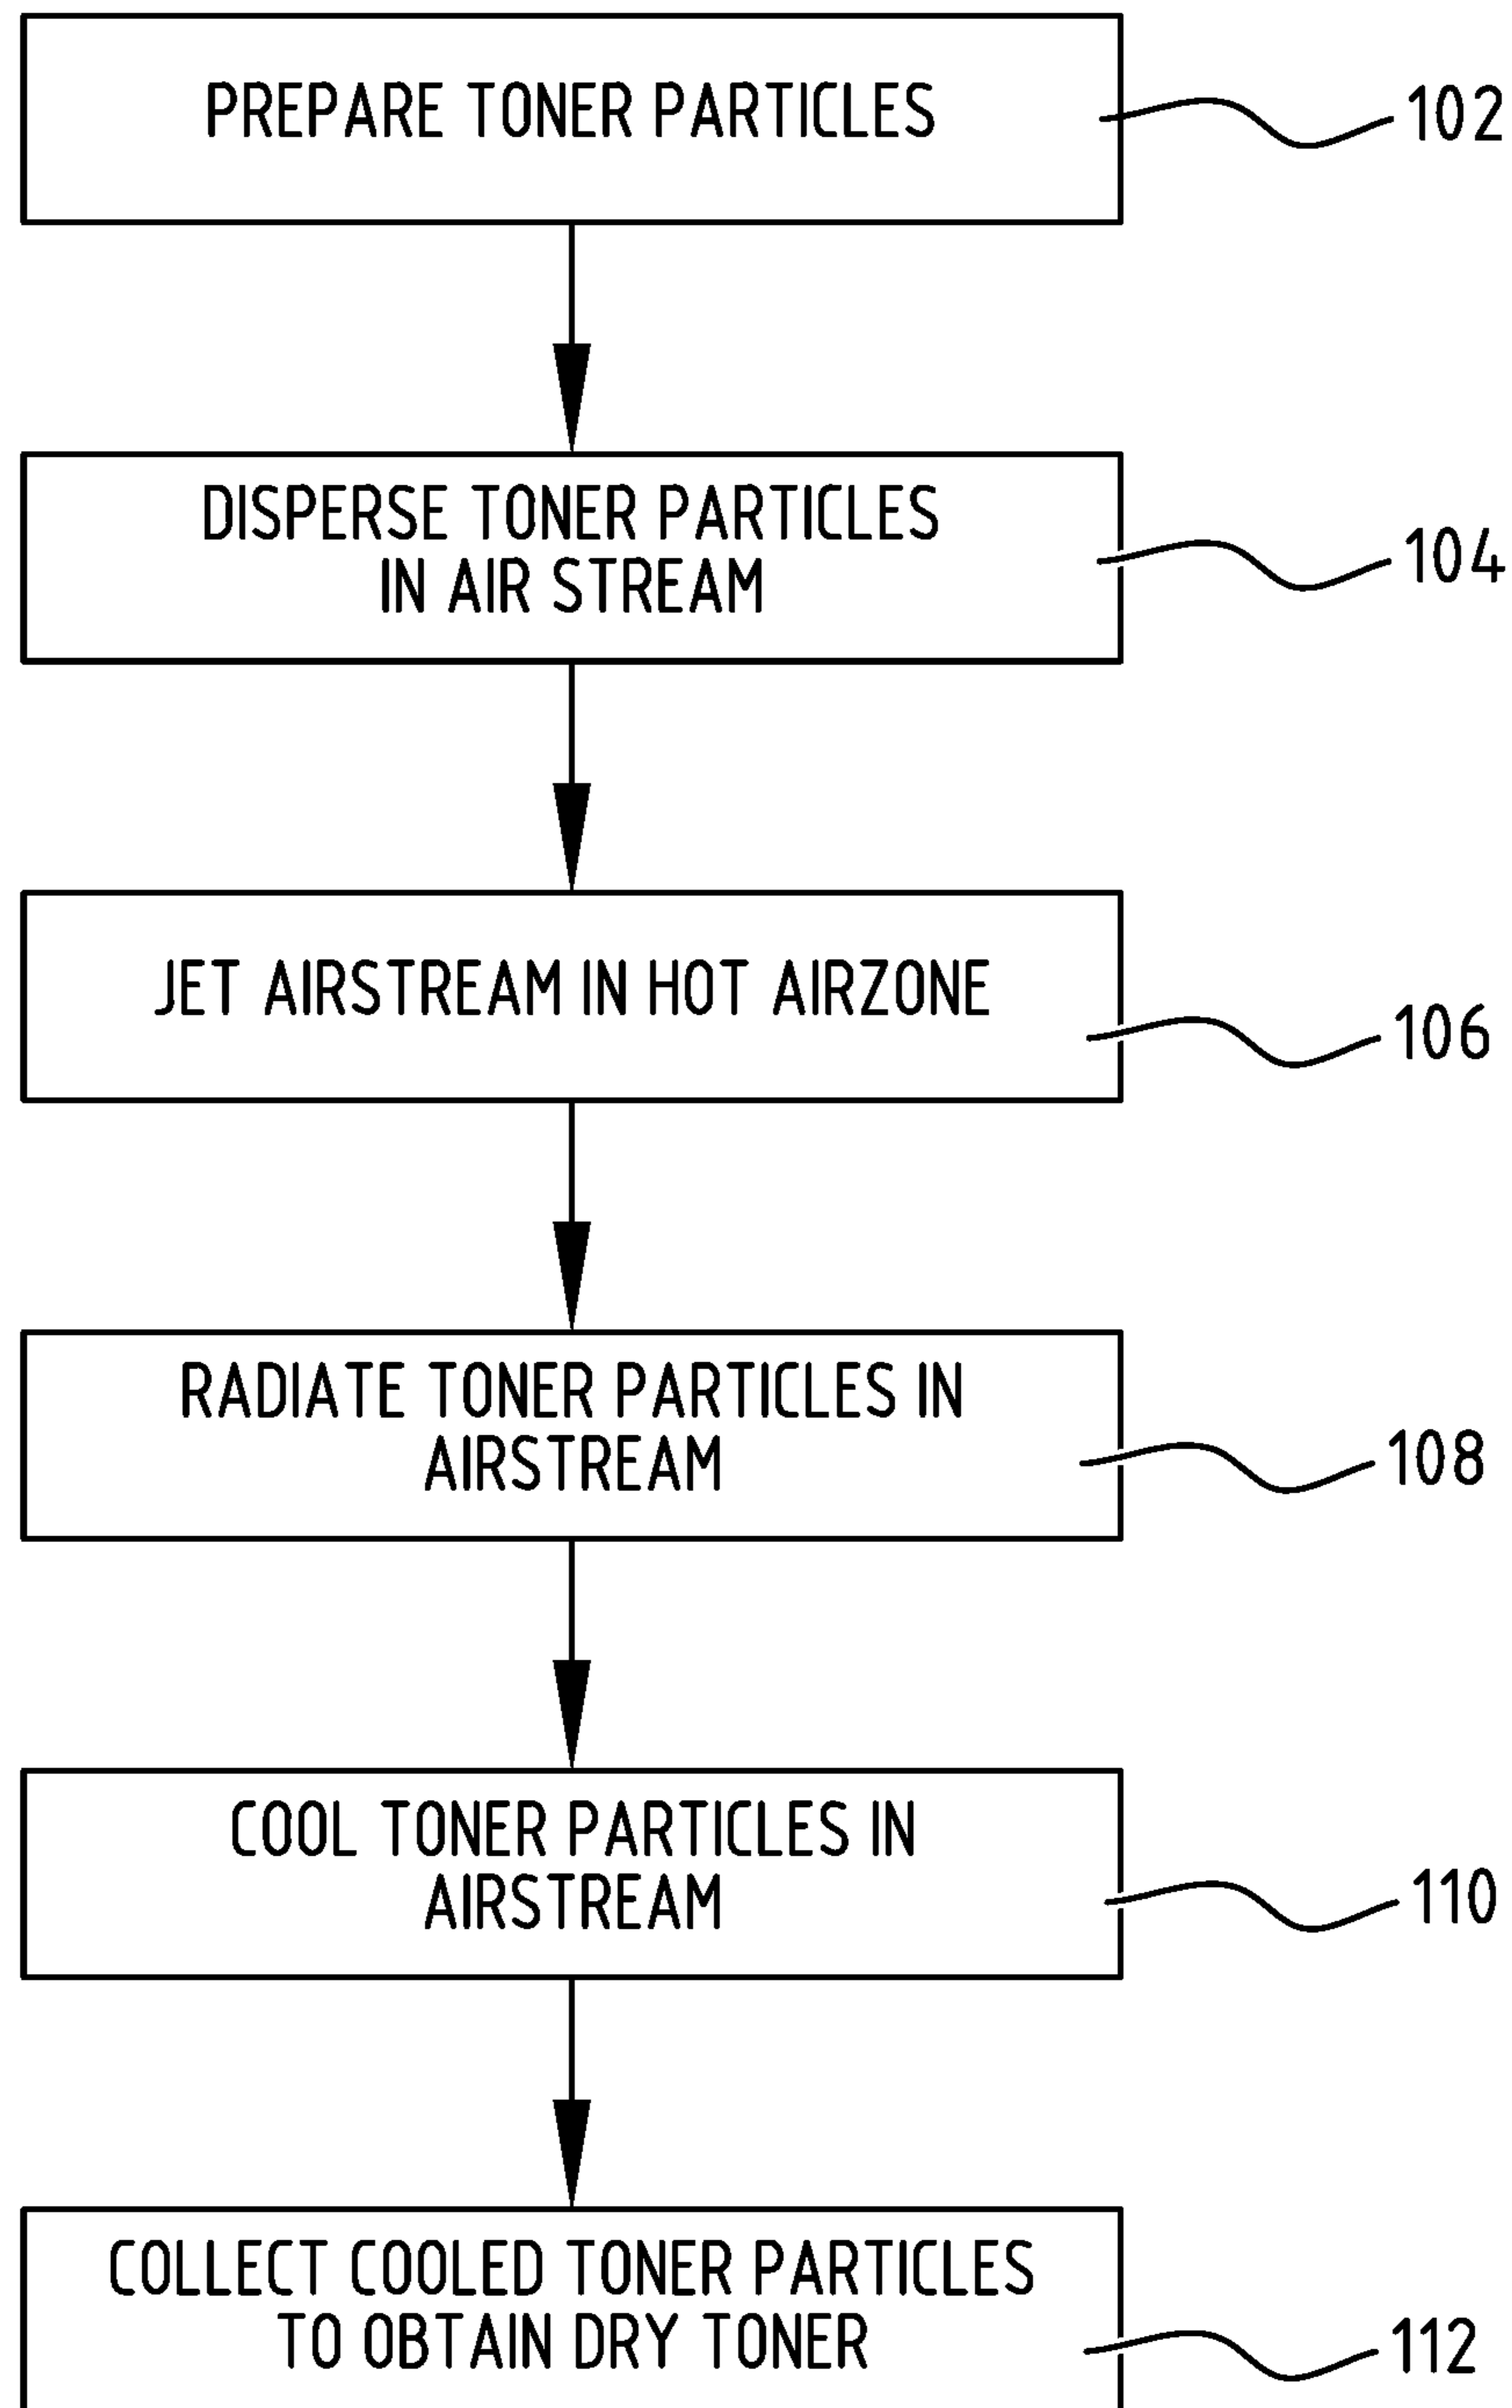 PREPARE TONER PARTICLES
102
DISPERSE TONER PARTICLES
IN AIR STREAM
104
JET AIRSTREAM IN HOT AIRZONE
106
RADIATE TONER PARTICLES IN
AIRSTREAM
108
COOL TONER PARTICLES IN
AIRSTREAM
110
COLLECT COOLED TONER PARTICLES
TO OBTAIN DRY TONER
112